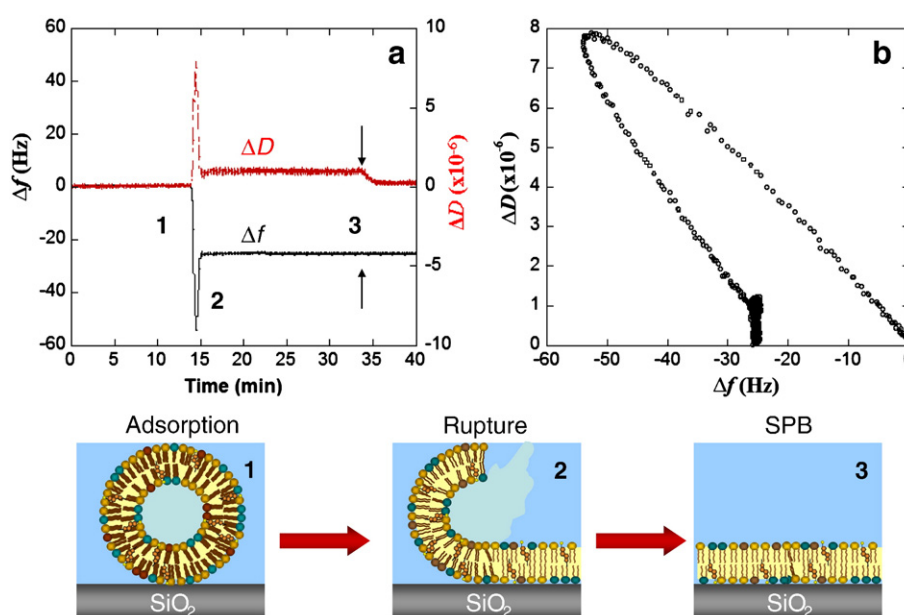 a
Δf (Hz)
60
40
20
0
-20
-40
-60
10
5
0
-5
-10
ΔD (x10-6)
ΔD
Δf
1
2
3
0 5 10 15 20 25 30 35 40
Time (min)
b
ΔD (x10-6)
8
7
6
5
4
3
2
1
0
-60 -50 -40 -30 -20 -10
Δf (Hz)
Adsorption
1
SiO2
Rupture
2
SPB
3
SiO2